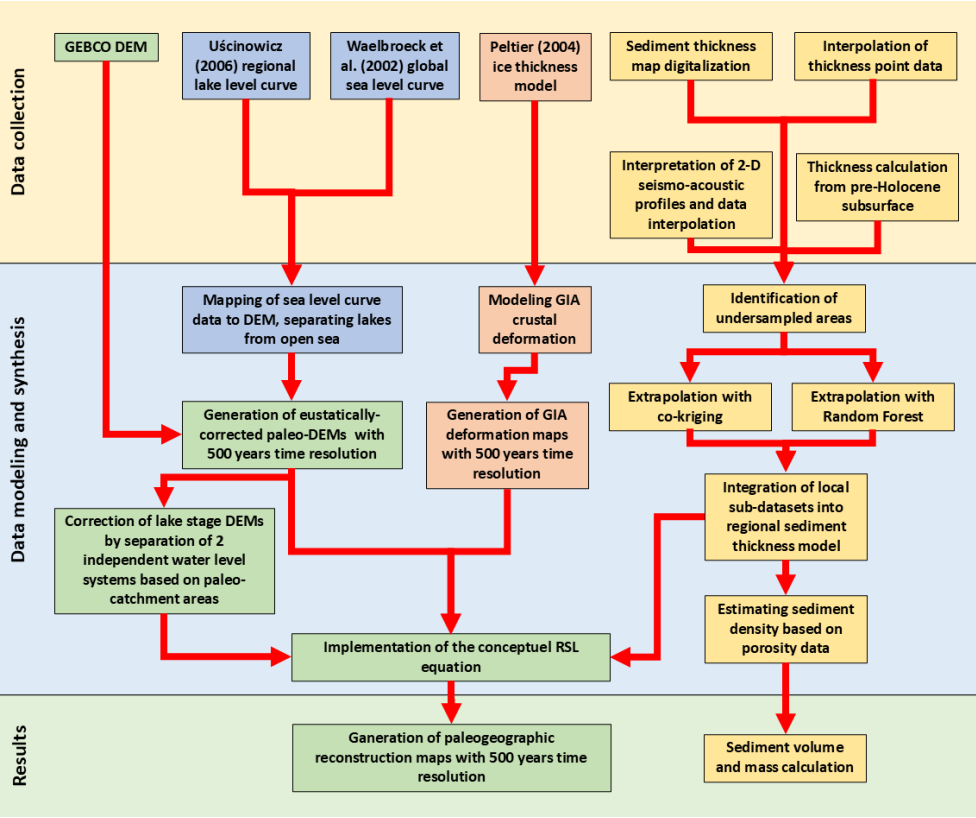 Data collection
GEBCO DEM
Uścinowicz
(2006) regional
lake level curve
Waelbroeck et
al. (2002) global
sea level curve
Peltier (2004)
ice thickness
model
Sediment thickness
map digitalization
Interpolation of
thickness point data
Interpretation of 2-D
seismo-acoustic
profiles and data
interpolation
Thickness calculation
from pre-Holocene
subsurface
Data modeling and synthesis
Mapping of sea level curve
data to DEM, separating lakes
from open sea
Modeling GIA
crustal
deformation
Identification of
undersampled areas
Extrapolation with
co-kriging
Extrapolation with
Random Forest
Generation of eustatically-
corrected paleo-DEMs with
500 years time resolution
Generation of GIA
deformation maps
with 500 years time
resolution
Integration of local
sub-datasets into
regional sediment
thickness model
Correction of lake stage DEMs
by separation of 2
independent water level
systems based on paleo-
catchment areas
Estimating sediment
density based on
porosity data
Implementation of the conceptuel RSL
equation
Results
Ganeration of paleogeographic
reconstruction maps with 500 years time
resolution
Sediment volume
and mass calculation